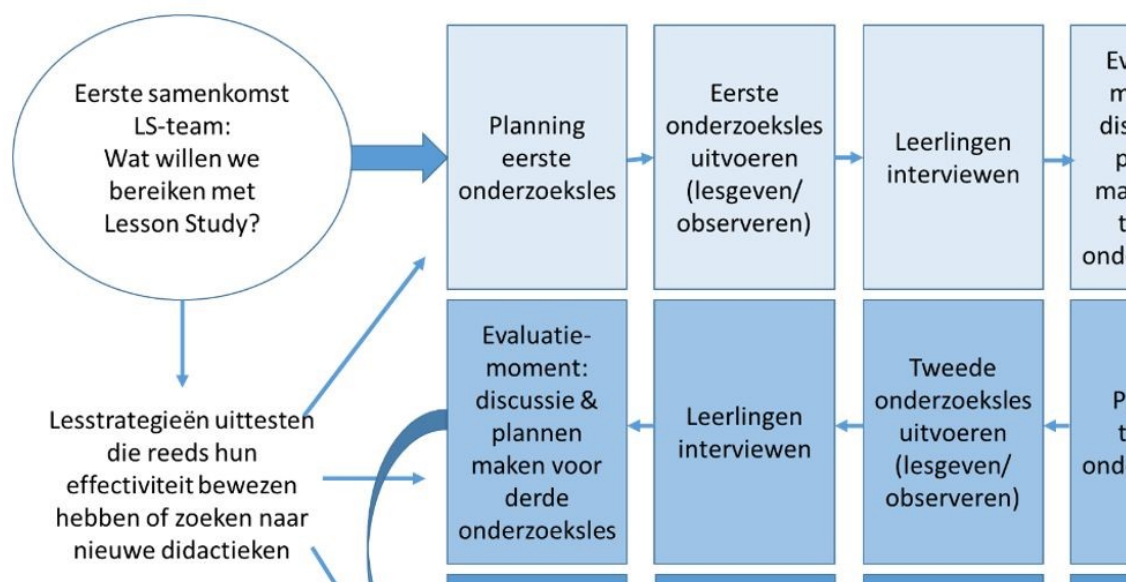 Eerste samenkomst
LS-team:
Wat willen we
bereiken met
Lesson Study?
Planning
eerste
onderzoeksles
Eerste
onderzoeksles
uitvoeren
(lesgeven/
observeren)
Leerlingen
interviewen
Lesstrategieën uittesten
die reeds hun
effectiviteit bewezen
hebben of zoeken naar
nieuwe didactieken
Evaluatie-
moment:
discussie &
plannen
maken voor
derde
onderzoeksles
Leerlingen
interviewen
Tweede
onderzoeksles
uitvoeren
(lesgeven/
observeren)